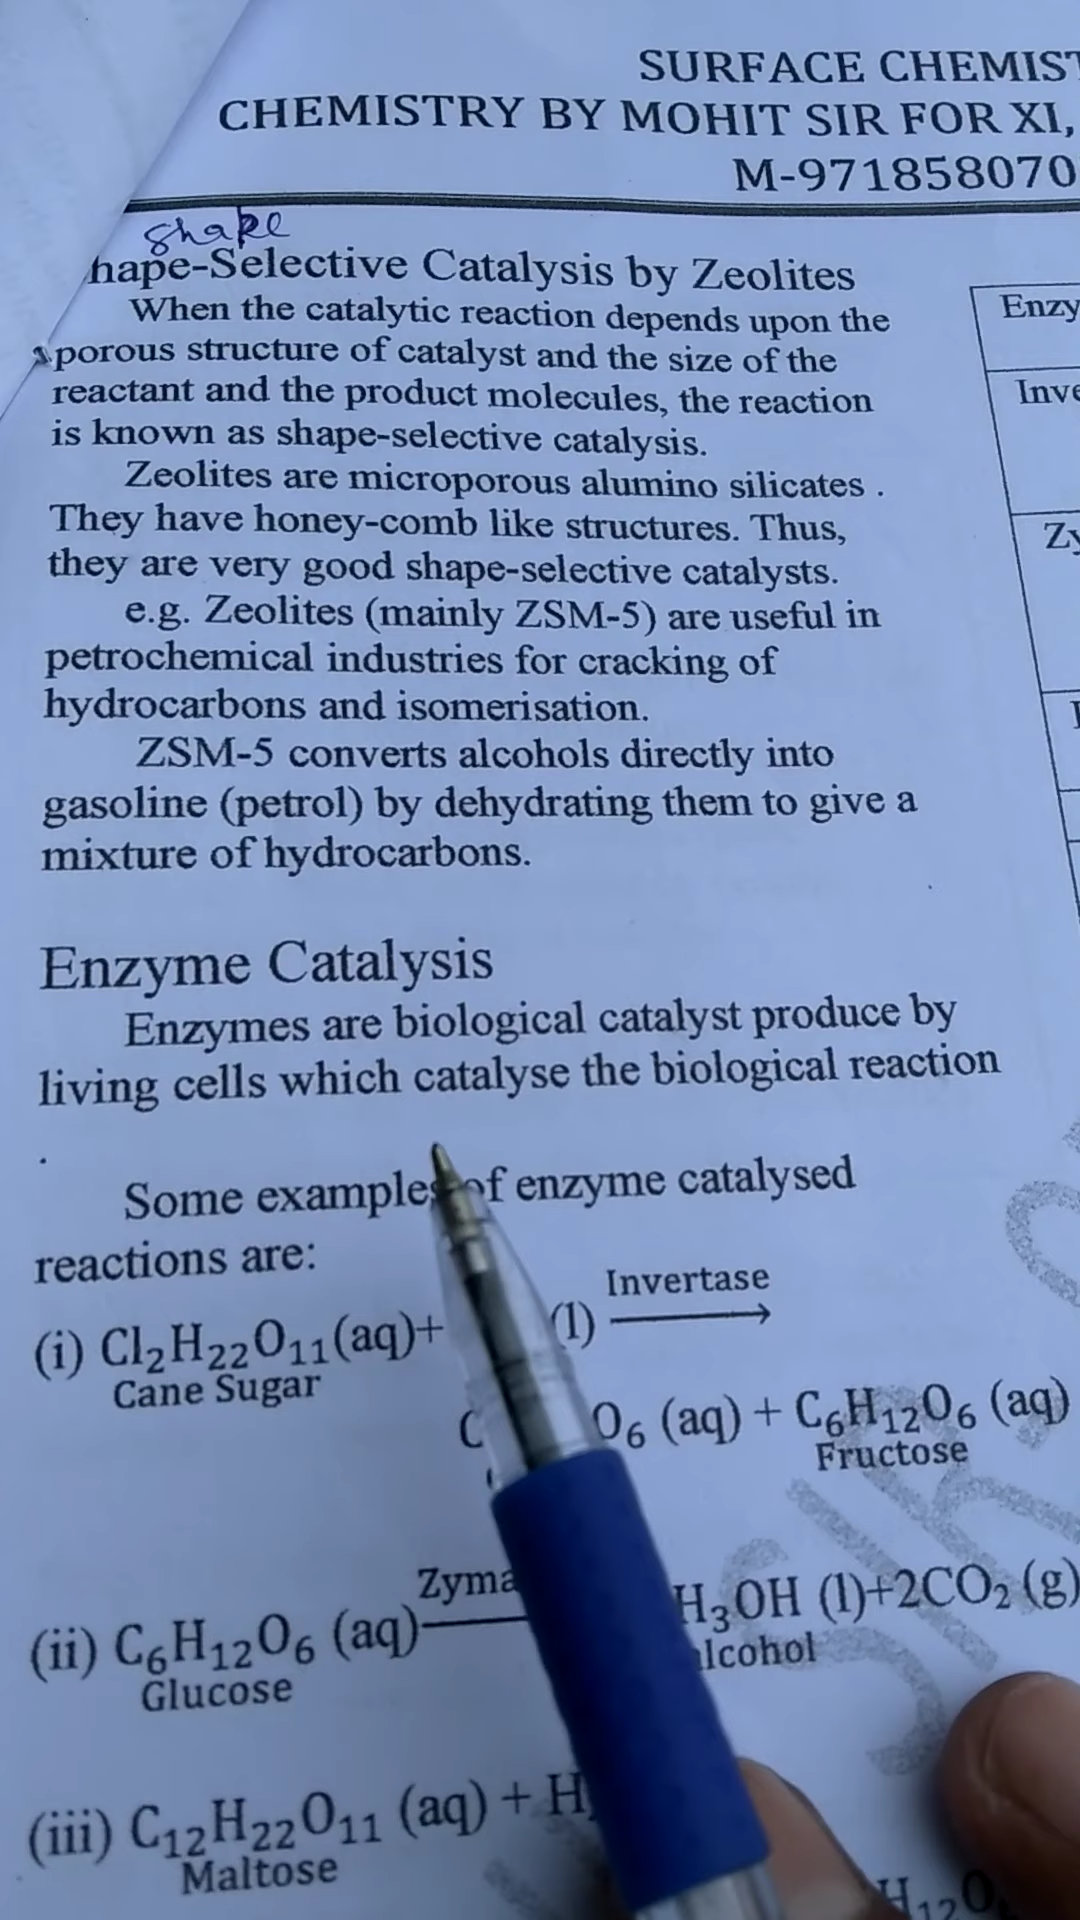 SURFACE CHEMIST
CHEMISTRY BY MOHIT SIR FOR XI,
M-971858070
shape
hape-Selective Catalysis by Zeolites
When the catalytic reaction depends upon the
porous structure of catalyst and the size of the
reactant and the product molecules, the reaction
is known as shape-selective catalysis.
Zeolites are microporous alumino silicates .
They have honey-comb like structures. Thus,
they are very good shape-selective catalysts.
e.g. Zeolites (mainly ZSM-5) are useful in
petrochemical industries for cracking of
hydrocarbons and isomerisation.
ZSM-5 converts alcohols directly into
gasoline (petrol) by dehydrating them to give a
mixture of hydrocarbons.
Enzyme Catalysis
Enzymes are biological catalyst produce by
living cells which catalyse the biological reaction
.
Some examples of enzyme catalysed
reactions are:
Invertase
(i) Cl₂H₂₂O₁₁(aq)+ (l) ⟶
Cane Sugar
C O₆ (aq) + C₆H₁₂O₆ (aq)
Fructose
Zyma
(ii) C₆H₁₂O₆ (aq) H₃OH (l)+2CO₂ (g)
Glucose lcohol
(iii) C₁₂H₂₂O₁₁ (aq) + H
Maltose
H₁₂O
Enzy
Inve
Zy